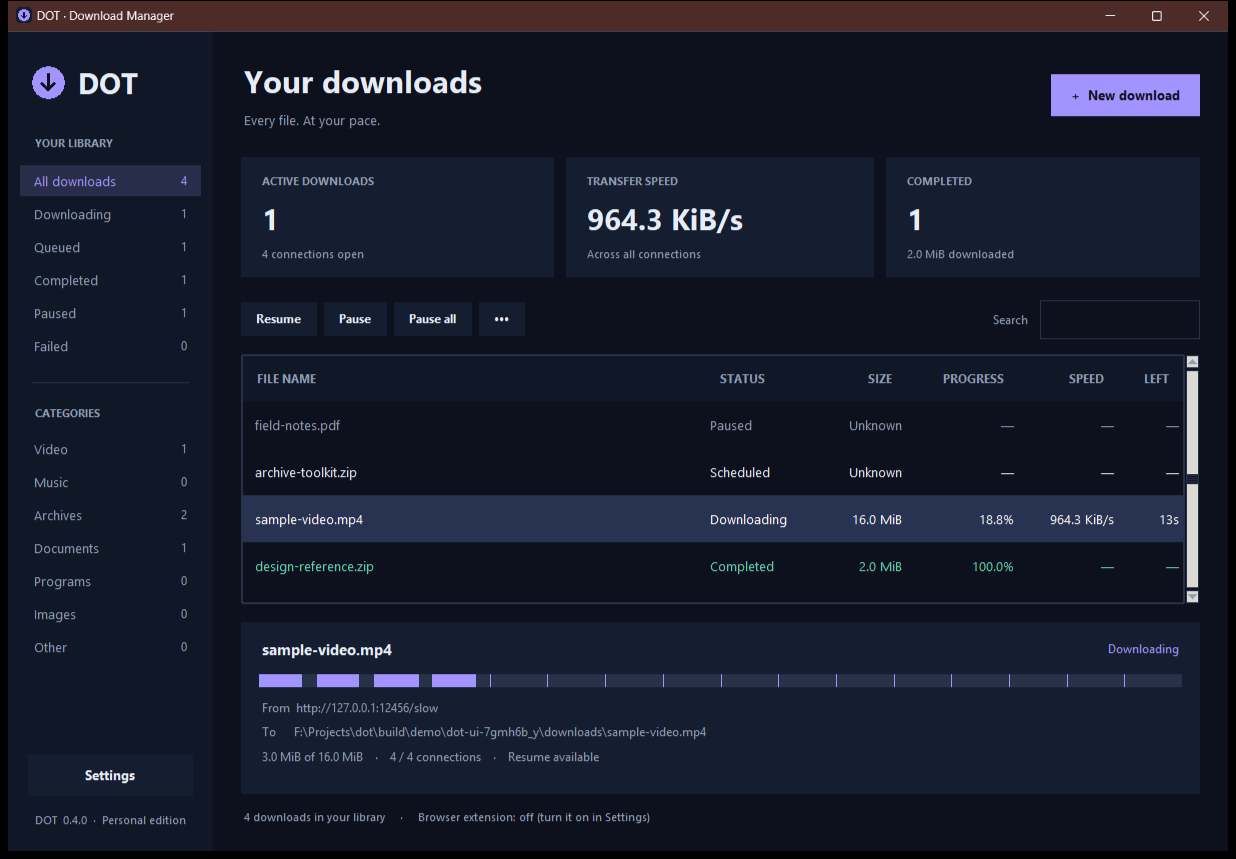 DOT · Download Manager
DOT
YOUR LIBRARY
All downloads 4
Downloading 1
Queued 1
Completed 1
Paused 1
Failed 0
CATEGORIES
Video 1
Music 0
Archives 2
Documents 1
Programs 0
Images 0
Other 0
Settings
DOT 0.4.0 · Personal edition
Your downloads
Every file. At your pace.
+ New download
ACTIVE DOWNLOADS
1
4 connections open
TRANSFER SPEED
964.3 KiB/s
Across all connections
COMPLETED
1
2.0 MiB downloaded
Resume Pause Pause all ••• Search
FILE NAME STATUS SIZE PROGRESS SPEED LEFT
field-notes.pdf Paused Unknown — — —
archive-toolkit.zip Scheduled Unknown — — —
sample-video.mp4 Downloading 16.0 MiB 18.8% 964.3 KiB/s 13s
design-reference.zip Completed 2.0 MiB 100.0% — —
sample-video.mp4 Downloading
From http://127.0.0.1:12456/slow
To F:\Projects\dot\build\demo\dot-ui-7gmh6b_y\downloads\sample-video.mp4
3.0 MiB of 16.0 MiB · 4 / 4 connections · Resume available
4 downloads in your library · Browser extension: off (turn it on in Settings)